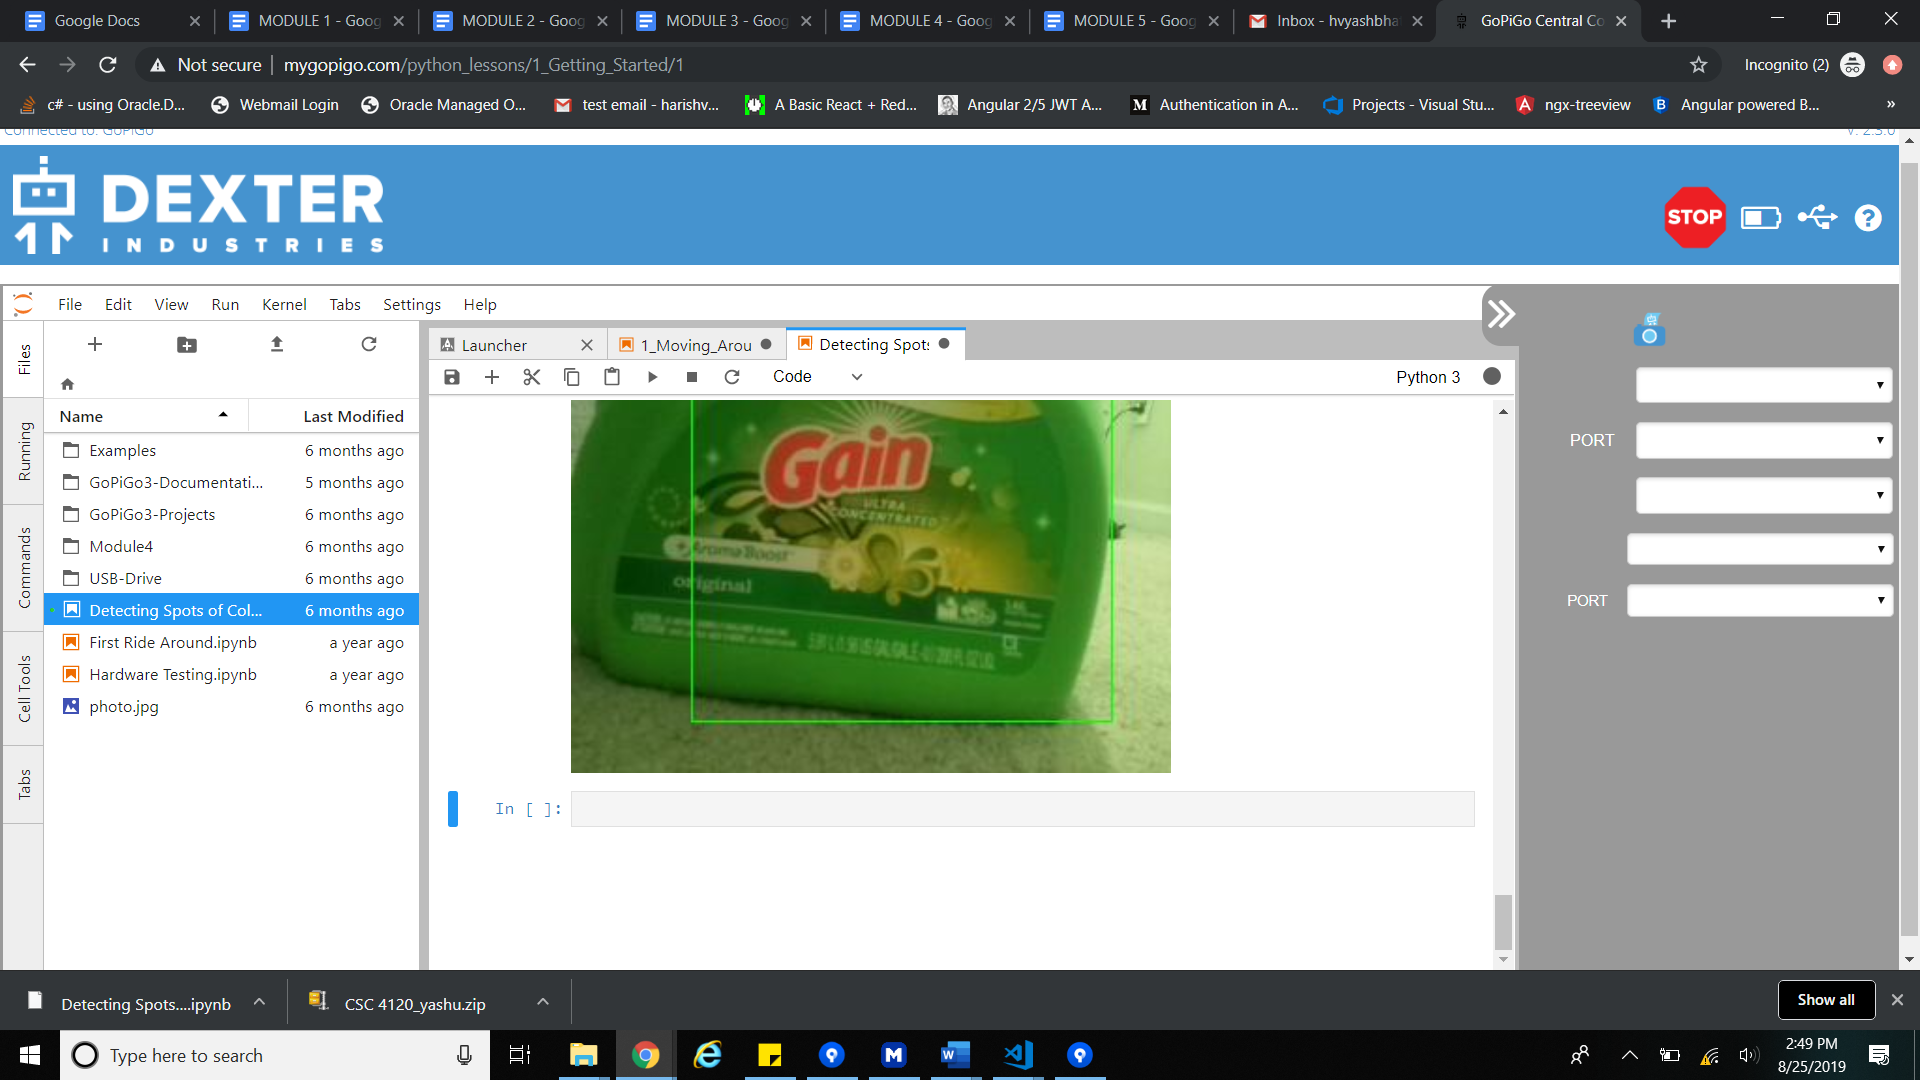 Google Docs
MODULE 1 - Goog
MODULE 2 - Goog
MODULE 3 - Goog
MODULE 4 - Goog
MODULE 5 - Goog
Inbox - hvyashbha
GoPiGo Central Co
Not secure | mygopigo.com/python_lessons/1_Getting_Started/1
Incognito (2)
c# - using Oracle.D...
Webmail Login
Oracle Managed O...
test email - harishv...
A Basic React + Red...
Angular 2/5 JWT A...
M Authentication in A...
Projects - Visual Stu...
ngx-treeview
B Angular powered B...
»
Connected to: GoPiGo
V: 2.3.0
DEXTER
INDUSTRIES
STOP
?
File Edit View Run Kernel Tabs Settings Help
Files
Running
Commands
Cell Tools
Tabs
Name Last Modified
Examples 6 months ago
GoPiGo3-Documentati... 5 months ago
GoPiGo3-Projects 6 months ago
Module4 6 months ago
USB-Drive 6 months ago
Detecting Spots of Col... 6 months ago
First Ride Around.ipynb a year ago
Hardware Testing.ipynb a year ago
photo.jpg 6 months ago
Launcher
1_Moving_Arou
Detecting Spots
Code
Python 3
Gain
ULTRA
CONCENTRATED
AromaBoost
original
In [ ]:
PORT
PORT
Detecting Spots....ipynb
CSC 4120_yashu.zip
Show all
Type here to search
2:49 PM
8/25/2019